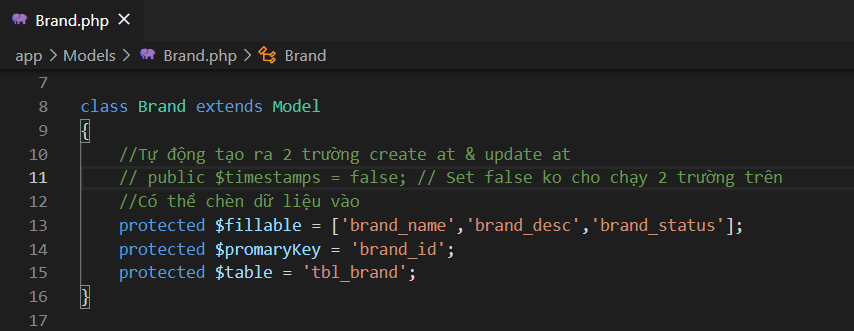 Brand.php
app > Models > Brand.php > Brand
7
8 class Brand extends Model
9 {
10 //Tự động tạo ra 2 trường create at & update at
11 // public $timestamps = false; // Set false ko cho chạy 2 trường trên
12 //Có thể chèn dữ liệu vào
13 protected $fillable = ['brand_name','brand_desc','brand_status'];
14 protected $promaryKey = 'brand_id';
15 protected $table = 'tbl_brand';
16 }
17